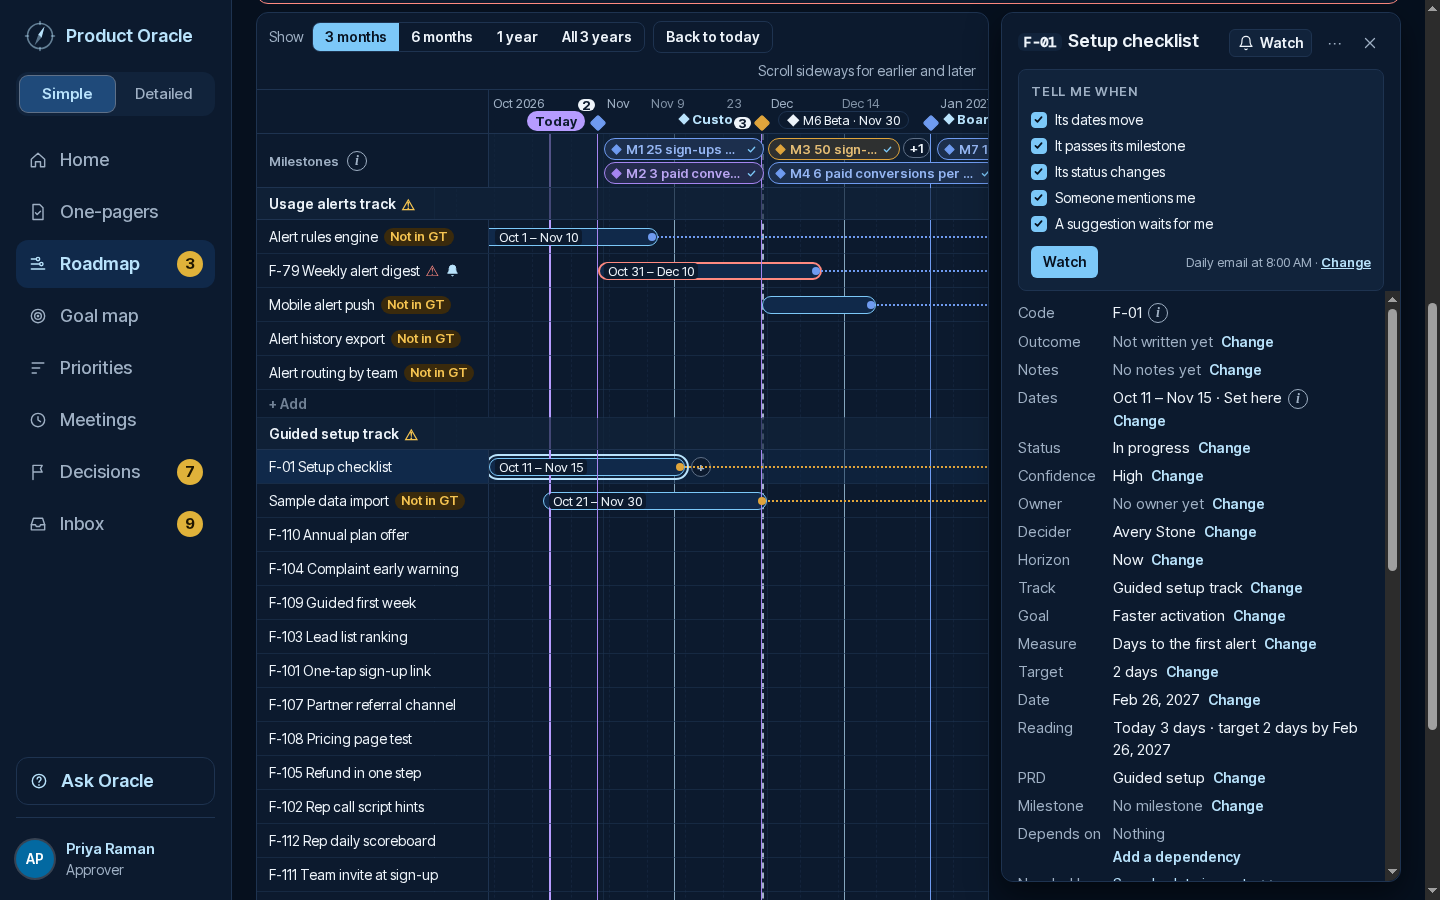 Product Oracle
Simple
Detailed
Home
One-pagers
Roadmap
3
Goal map
Priorities
Meetings
Decisions
7
Inbox
9
Ask Oracle
AP
Priya Raman
Approver
Show
3 months
6 months
1 year
All 3 years
Back to today
Scroll sideways for earlier and later
Oct 2026
2
Nov
Nov 9
23
Dec
Dec 14
Jan 2027
Today
Custo
3
M6 Beta · Nov 30
Boar
Milestones
i
M1 25 sign-ups ...
M3 50 sign-...
+1
M7 1
M2 3 paid conve...
M4 6 paid conversions per ...
Usage alerts track
Alert rules engine
Not in GT
Oct 1 – Nov 10
F-79 Weekly alert digest
Oct 31 – Dec 10
Mobile alert push
Not in GT
Alert history export
Not in GT
Alert routing by team
Not in GT
+ Add
Guided setup track
F-01 Setup checklist
Oct 11 – Nov 15
Sample data import
Not in GT
Oct 21 – Nov 30
F-110 Annual plan offer
F-104 Complaint early warning
F-109 Guided first week
F-103 Lead list ranking
F-101 One-tap sign-up link
F-107 Partner referral channel
F-108 Pricing page test
F-105 Refund in one step
F-102 Rep call script hints
F-112 Rep daily scoreboard
F-111 Team invite at sign-up
F-01 Setup checklist
Watch
...
TELL ME WHEN
Its dates move
It passes its milestone
Its status changes
Someone mentions me
A suggestion waits for me
Watch
Daily email at 8:00 AM · Change
Code F-01 i
Outcome Not written yet Change
Notes No notes yet Change
Dates Oct 11 – Nov 15 · Set here i
Change
Status In progress Change
Confidence High Change
Owner No owner yet Change
Decider Avery Stone Change
Horizon Now Change
Track Guided setup track Change
Goal Faster activation Change
Measure Days to the first alert Change
Target 2 days Change
Date Feb 26, 2027 Change
Reading Today 3 days · target 2 days by Feb
26, 2027
PRD Guided setup Change
Milestone No milestone Change
Depends on Nothing
Add a dependency